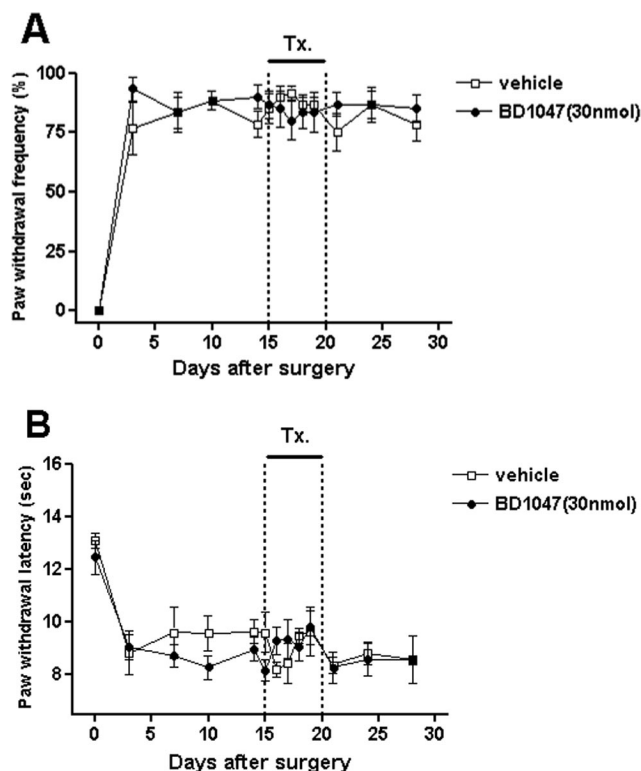 A
Tx.
Paw withdrawal frequency (%)
100
75
50
25
0
0 5 10 15 20 25 30
Days after surgery
vehicle
BD1047(30nmol)
B
Tx.
Paw withdrawal latency (sec)
16
14
12
10
8
0 5 10 15 20 25 30
Days after surgery
vehicle
BD1047(30nmol)